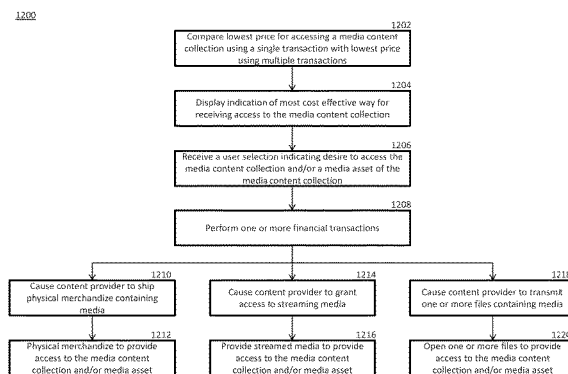 1200
1202
Compare lowest price for accessing a media content
collection using a single transaction with lowest price
using multiple transactions
1204
Display indication of most cost effective way for
receiving access to the media content collection
1206
Receive a user selection indicating desire to access the
media content collection and/or a media asset of the
media content collection
1208
Perform one or more financial transactions
1210
Cause content provider to ship
physical merchandize containing
media
1214
Cause content provider to grant
access to streaming media
1218
Cause content provider to transmit
one or more files containing media
1212
Physical merchandize to provide
access to the media content
collection and/or media asset
1216
Provide streamed media to provide
access to the media content
collection and/or media asset
1220
Open one or more files to provide
access to the media content
collection and/or media asset